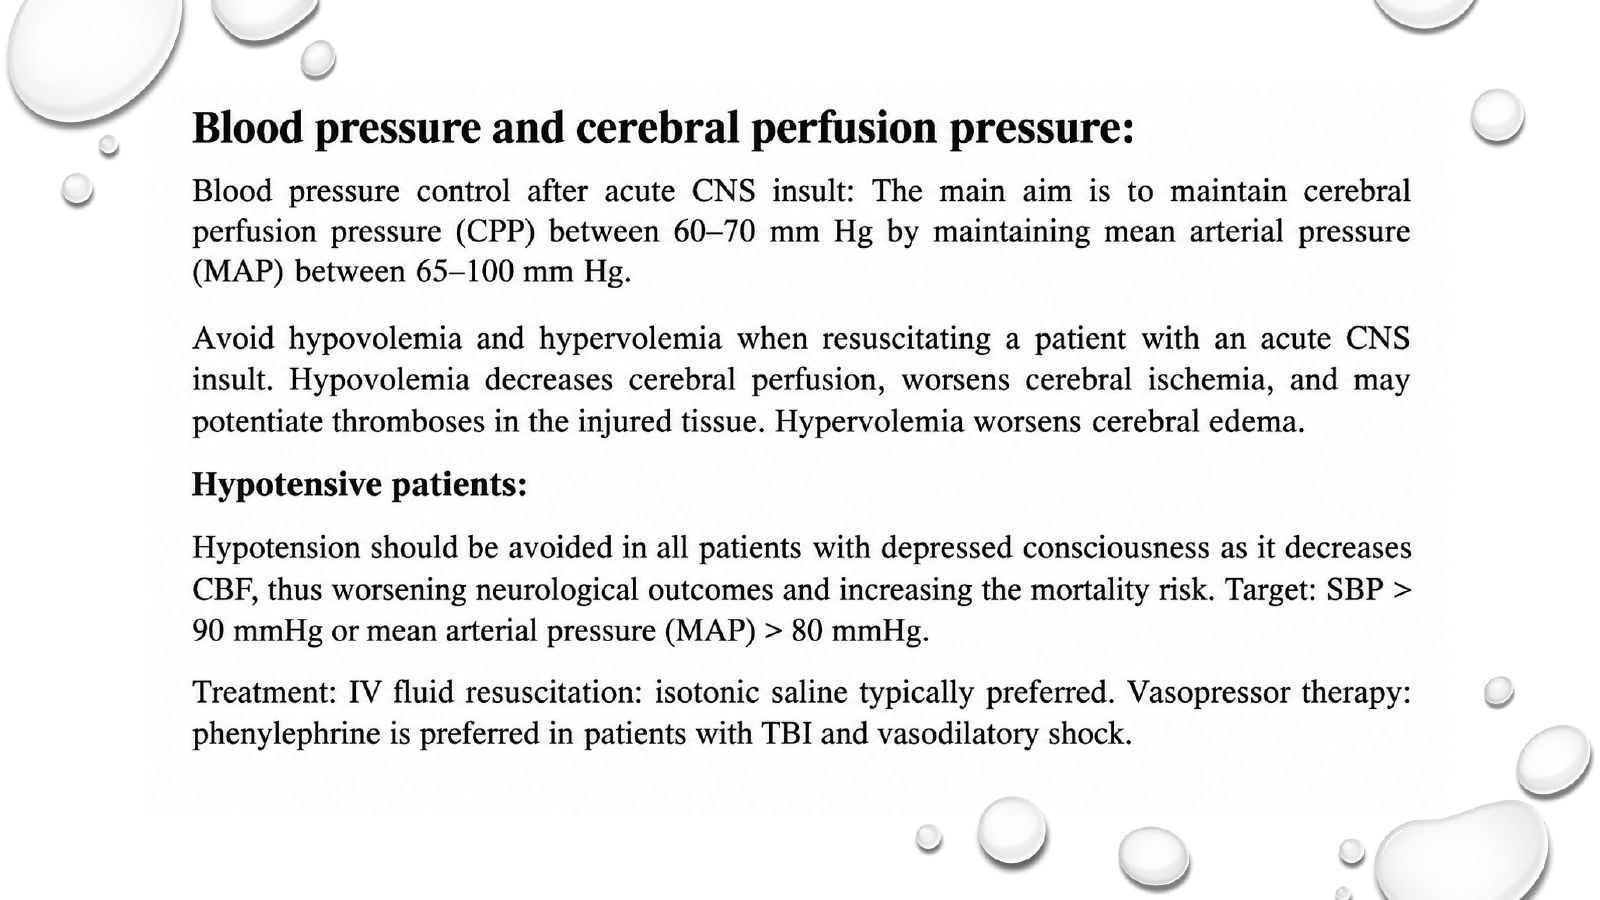 Blood pressure and cerebral perfusion pressure:
Blood pressure control after acute CNS insult: The main aim is to maintain cerebral
perfusion pressure (CPP) between 60–70 mm Hg by maintaining mean arterial pressure
(MAP) between 65–100 mm Hg.
Avoid hypovolemia and hypervolemia when resuscitating a patient with an acute CNS
insult. Hypovolemia decreases cerebral perfusion, worsens cerebral ischemia, and may
potentiate thromboses in the injured tissue. Hypervolemia worsens cerebral edema.
Hypotensive patients:
Hypotension should be avoided in all patients with depressed consciousness as it decreases
CBF, thus worsening neurological outcomes and increasing the mortality risk. Target: SBP >
90 mmHg or mean arterial pressure (MAP) > 80 mmHg.
Treatment: IV fluid resuscitation: isotonic saline typically preferred. Vasopressor therapy:
phenylephrine is preferred in patients with TBI and vasodilatory shock.